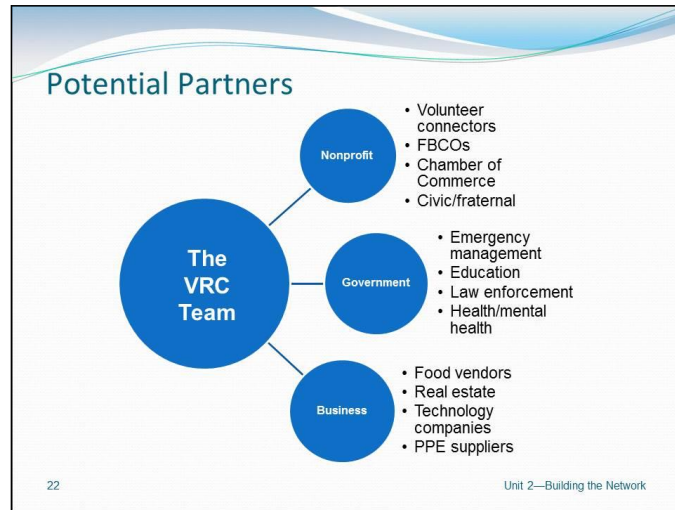 Potential Partners
Nonprofit
• Volunteer
connectors
• FBCOs
• Chamber of
Commerce
• Civic/fraternal
The
VRC
Team
Government
• Emergency
management
• Education
• Law enforcement
• Health/mental
health
Business
• Food vendors
• Real estate
• Technology
companies
• PPE suppliers
22
Unit 2—Building the Network